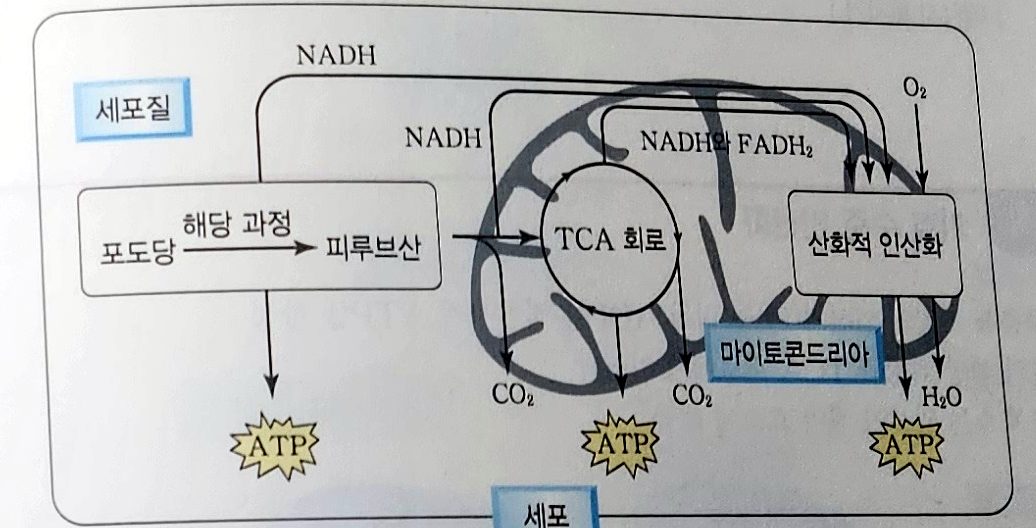 NADH
세포질
O₂
NADH
NADH와 FADH₂
해당 과정
포도당
피루브산
TCA 회로
산화적 인산화
마이토콘드리아
CO₂
CO₂
H₂O
ATP
ATP
ATP
세포